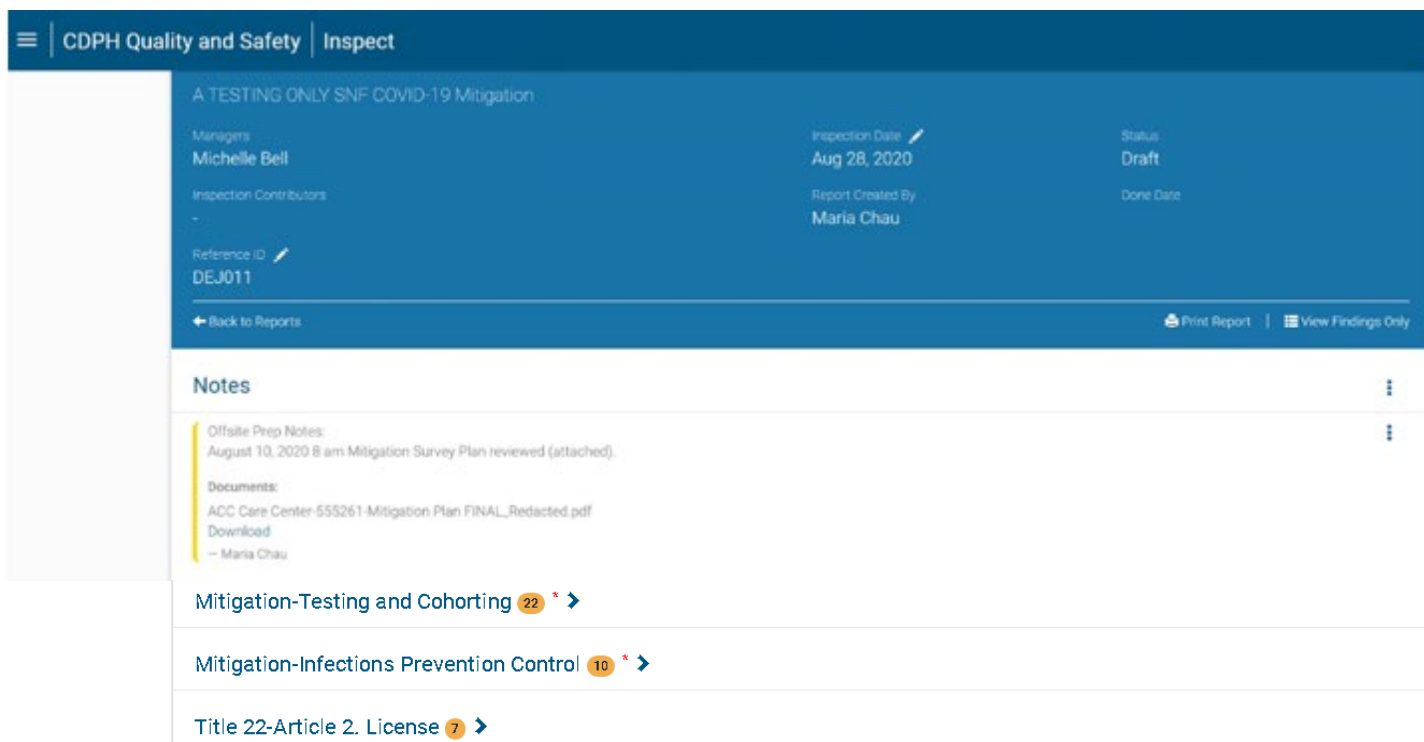 CDPH Quality and Safety | Inspect
A TESTING ONLY SNF COVID-19 Mitigation
Managers
Michelle Bell
Inspection Date
Aug 28, 2020
Status
Draft
Inspection Contributors
-
Report Created By
Maria Chau
Done Date
Reference ID
DEJ011
Back to Reports
Print Report | View Findings Only
Notes
Offsite Prep Notes:
August 10, 2020 8 am Mitigation Survey Plan reviewed (attached).
Documents:
ACC Care Center-555261-Mitigation Plan FINAL_Redacted.pdf
Download
— Maria Chau
Mitigation-Testing and Cohorting 22 *
Mitigation-Infections Prevention Control 10 *
Title 22-Article 2. License 7